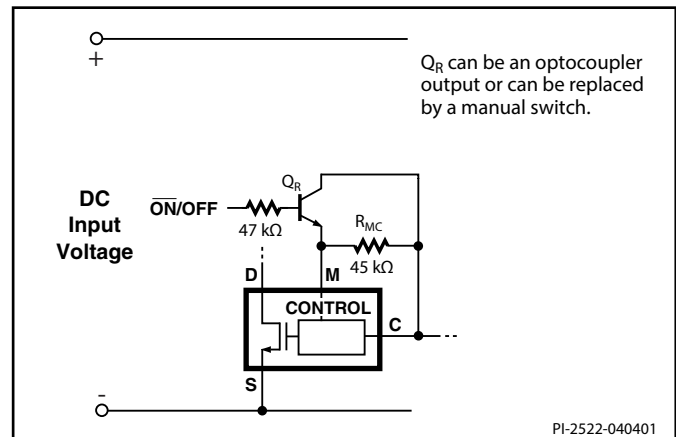 +
Q_R can be an optocoupler
output or can be replaced
by a manual switch.
DC
Input
Voltage
O̅N̅/OFF
47 kΩ
Q_R
R_MC
45 kΩ
D
M
CONTROL
C
S
-
PI-2522-040401